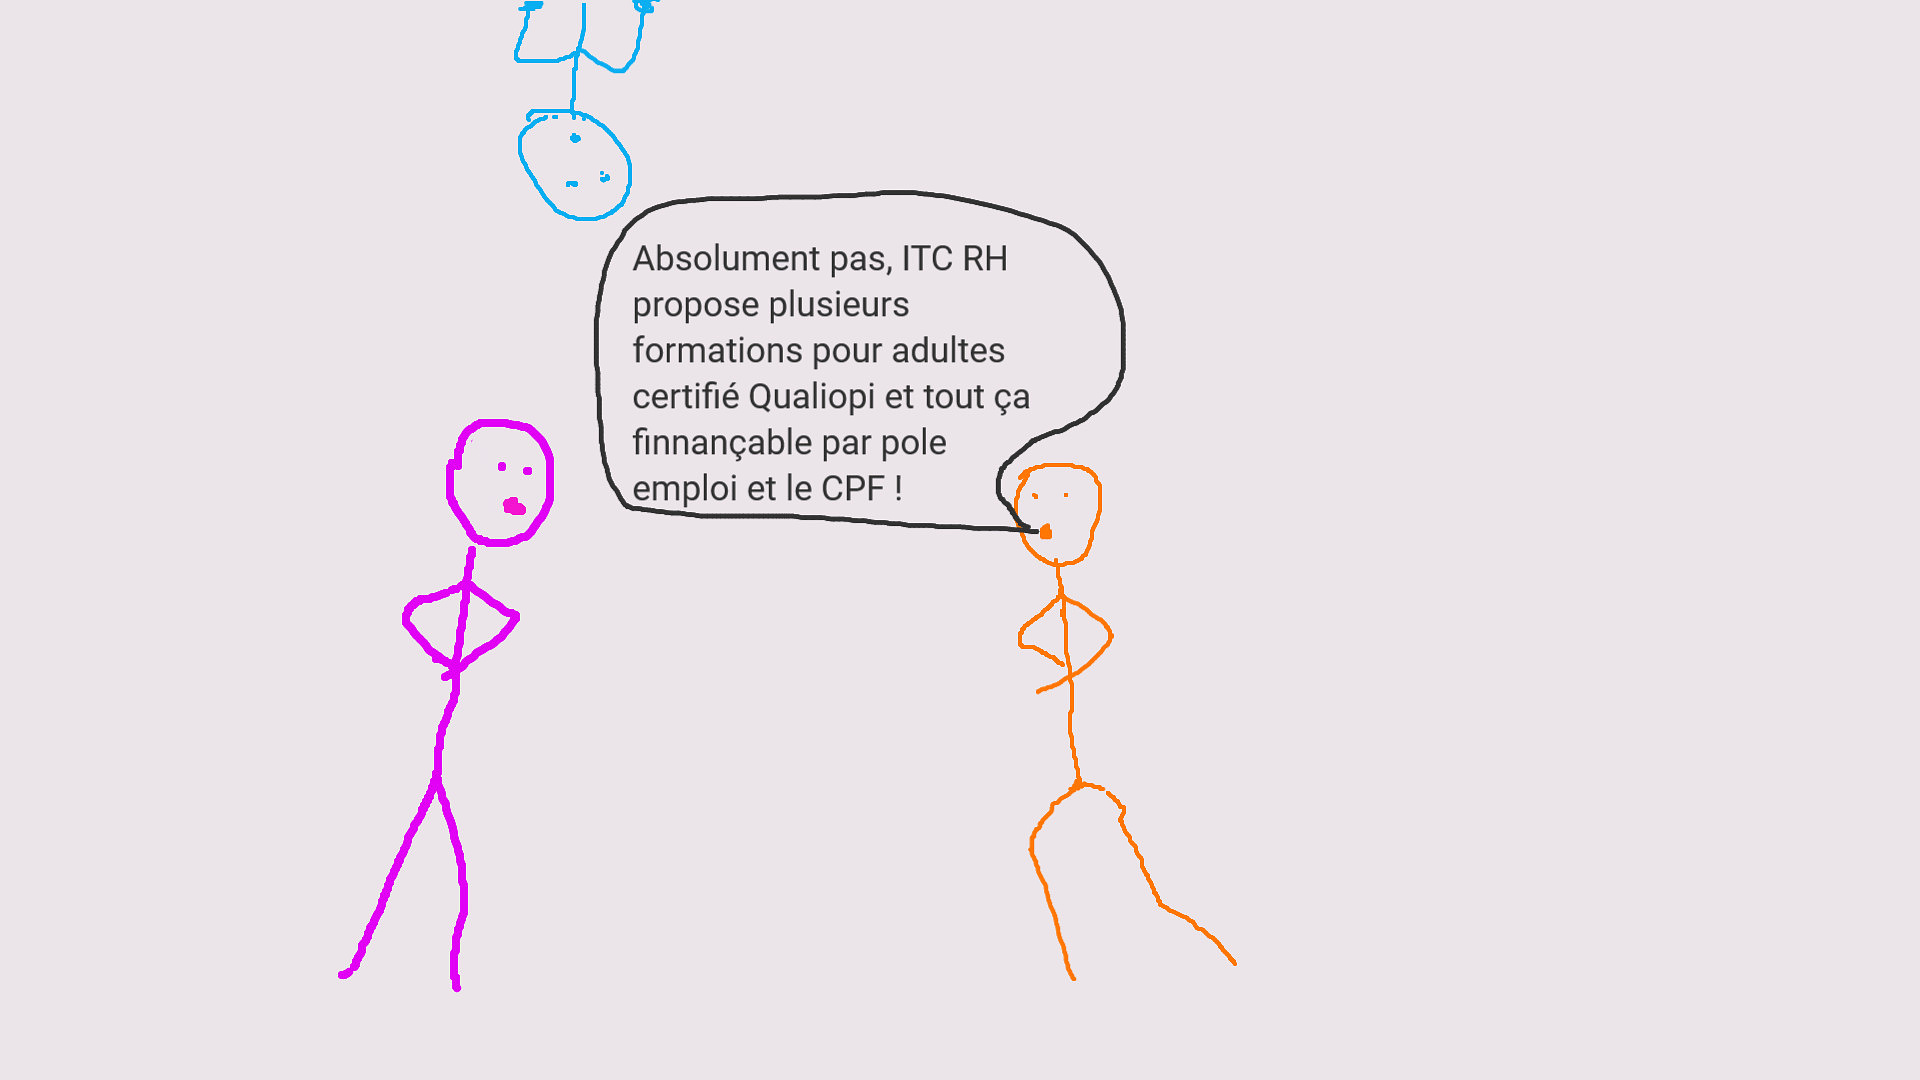 Absolument pas, ITC RH
propose plusieurs
formations pour adultes
certifié Qualiopi et tout ça
finnançable par pole
emploi et le CPF !